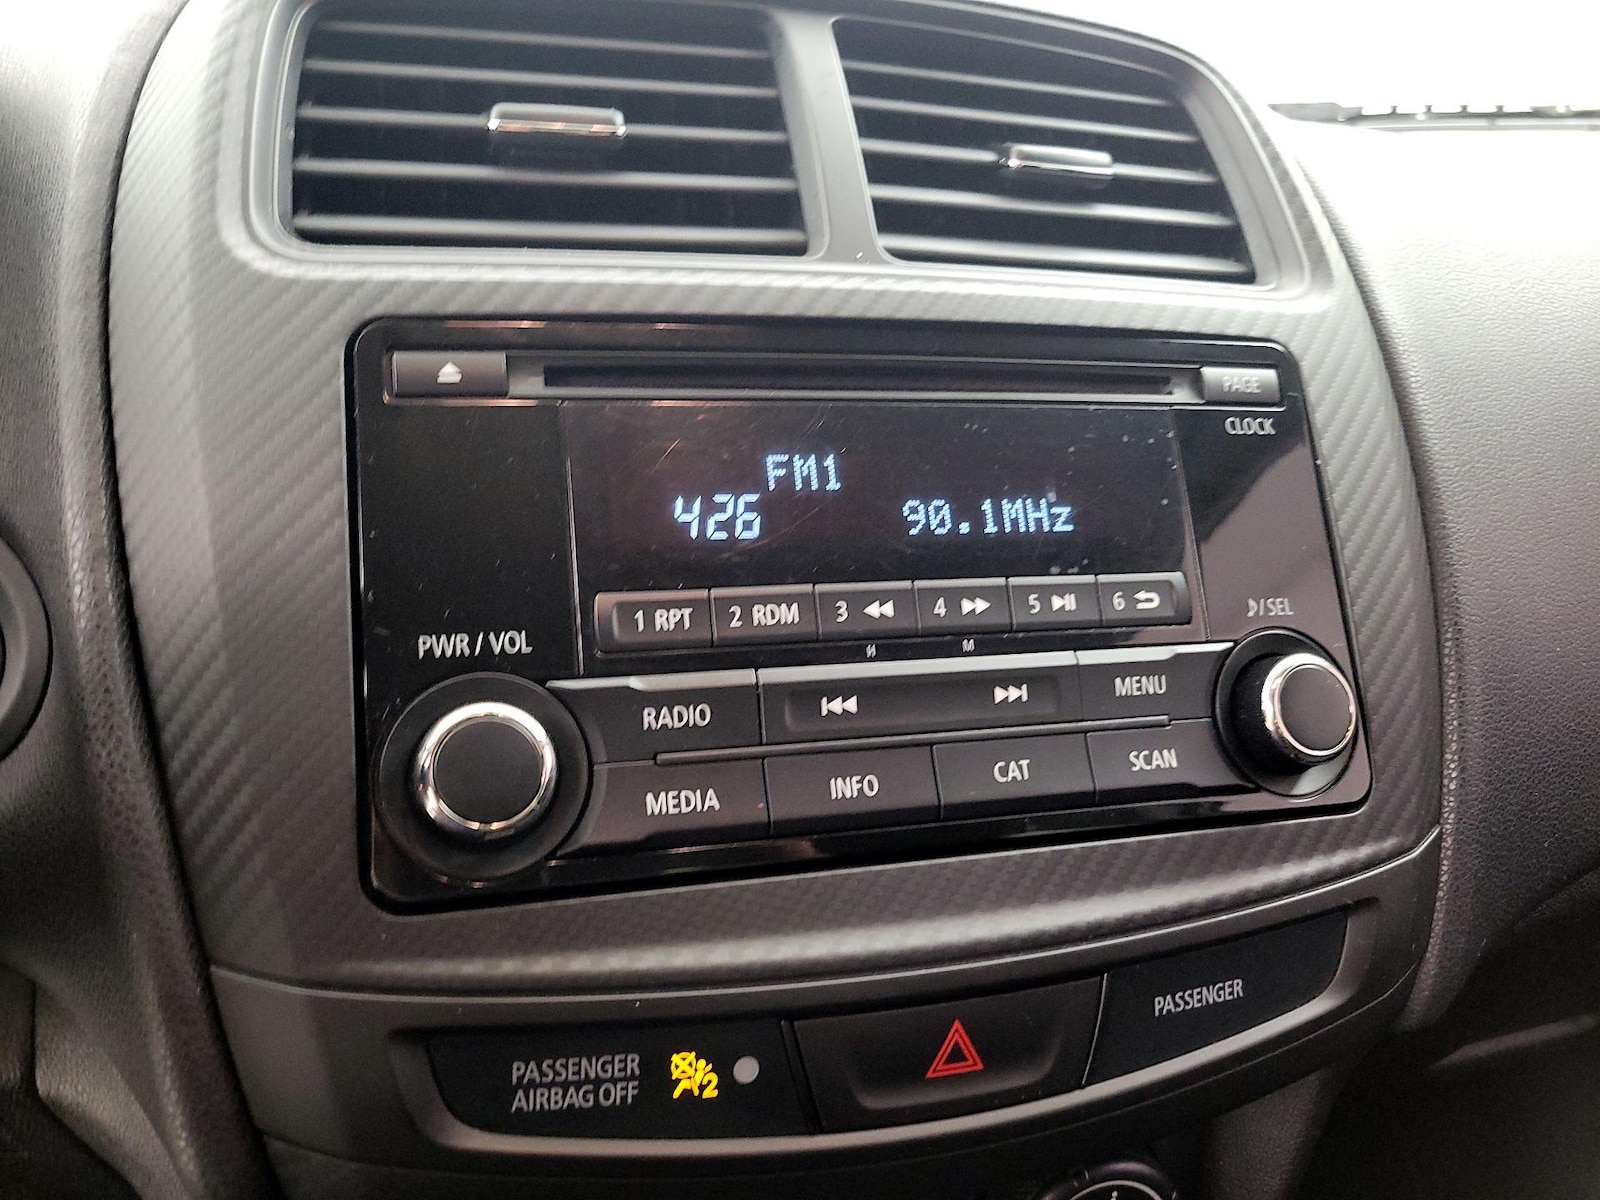 PAGE
CLOCK
FM1
426 90.1MHz
1 RPT 2 RDM 3 4 5 6
PWR / VOL
/SEL
RADIO
MENU
MEDIA INFO CAT SCAN
PASSENGER
AIRBAG OFF
2
PASSENGER